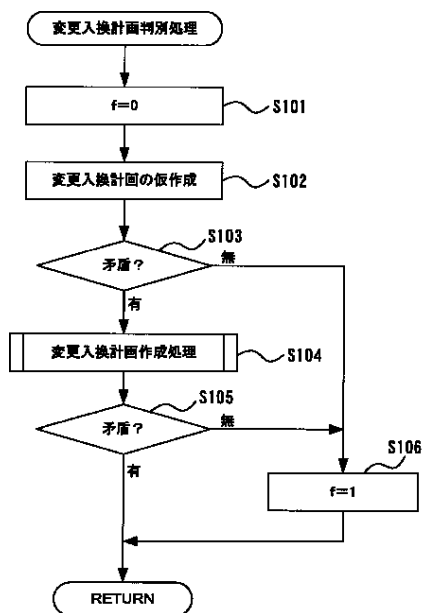 変更入換計画判別処理
f=0
S101
変更入換計画の仮作成
S102
S103
矛盾?
無
有
変更入換計画作成処理
S104
S105
矛盾?
無
有
S106
f=1
RETURN